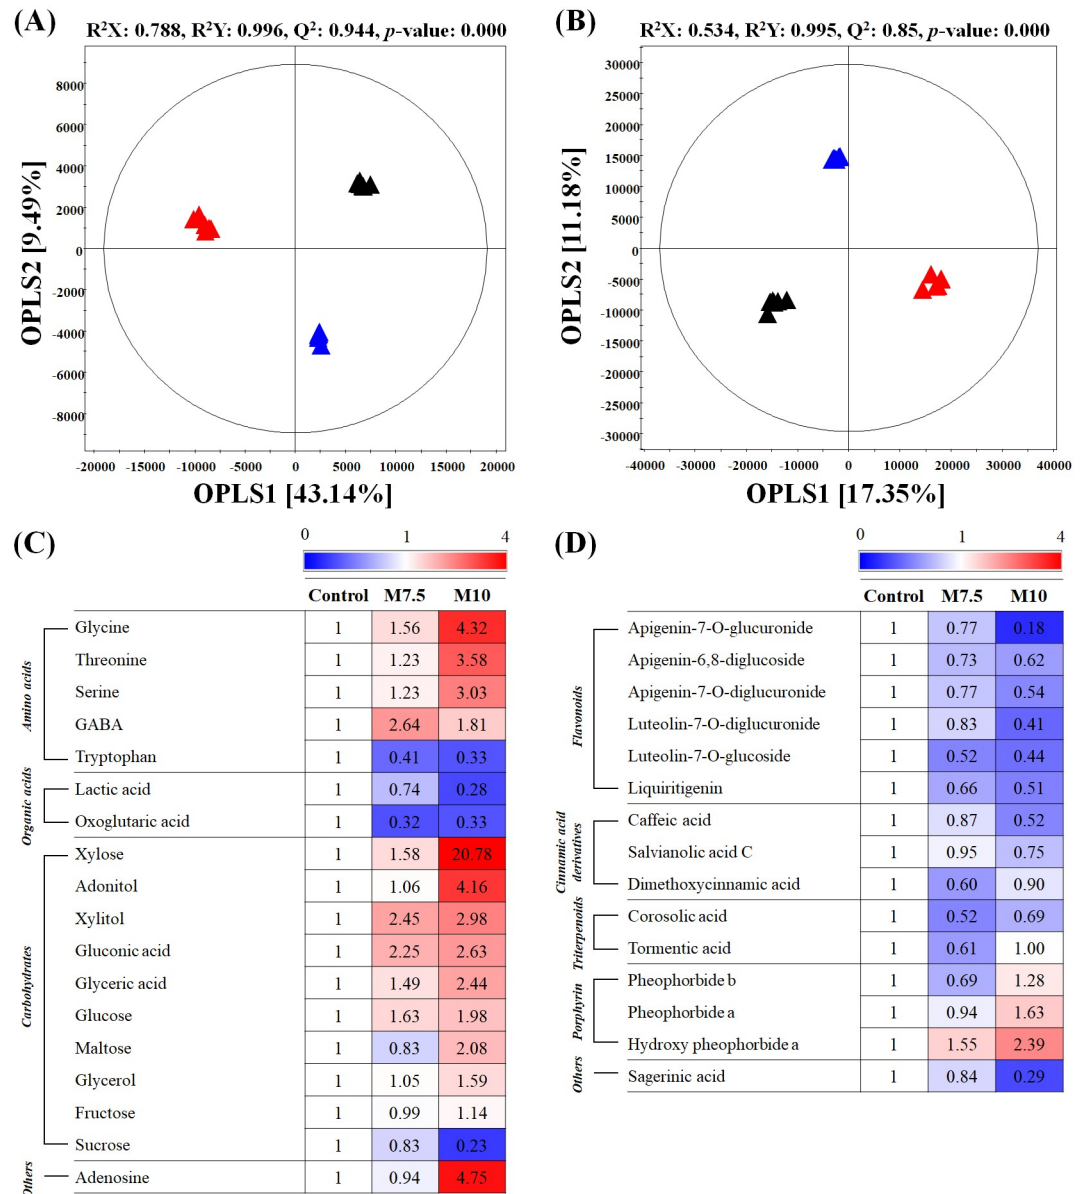 (A)
R²X: 0.788, R²Y: 0.996, Q²: 0.944, p-value: 0.000
8000
6000
4000
2000
0
-2000
-4000
-6000
-8000
OPLS2 [9.49%]
-20000 -15000 -10000 -5000 0 5000 10000 15000 20000
OPLS1 [43.14%]
(B)
R²X: 0.534, R²Y: 0.995, Q²: 0.85, p-value: 0.000
30000
25000
20000
15000
10000
5000
0
-5000
-10000
-15000
-20000
-25000
-30000
OPLS2 [11.18%]
-40000 -30000 -20000 -10000 0 10000 20000 30000 40000
OPLS1 [17.35%]
(C)
0 1 4
Control M7.5 M10
Amino acids
Glycine 1 1.56 4.32
Threonine 1 1.23 3.58
Serine 1 1.23 3.03
GABA 1 2.64 1.81
Tryptophan 1 0.41 0.33
Organic acids
Lactic acid 1 0.74 0.28
Oxoglutaric acid 1 0.32 0.33
Carbohydrates
Xylose 1 1.58 20.78
Adonitol 1 1.06 4.16
Xylitol 1 2.45 2.98
Gluconic acid 1 2.25 2.63
Glyceric acid 1 1.49 2.44
Glucose 1 1.63 1.98
Maltose 1 0.83 2.08
Glycerol 1 1.05 1.59
Fructose 1 0.99 1.14
Sucrose 1 0.83 0.23
Others
Adenosine 1 0.94 4.75
(D)
0 1 4
Control M7.5 M10
Flavonoids
Apigenin-7-O-glucuronide 1 0.77 0.18
Apigenin-6,8-diglucoside 1 0.73 0.62
Apigenin-7-O-diglucuronide 1 0.77 0.54
Luteolin-7-O-diglucuronide 1 0.83 0.41
Luteolin-7-O-glucoside 1 0.52 0.44
Liquiritigenin 1 0.66 0.51
Cinnamic acid
derivatives
Caffeic acid 1 0.87 0.52
Salvianolic acid C 1 0.95 0.75
Dimethoxycinnamic acid 1 0.60 0.90
Triterpenoids
Corosolic acid 1 0.52 0.69
Tormentic acid 1 0.61 1.00
Porphyrin
Pheophorbide b 1 0.69 1.28
Pheophorbide a 1 0.94 1.63
Hydroxy pheophorbide a 1 1.55 2.39
Others
Sagerinic acid 1 0.84 0.29